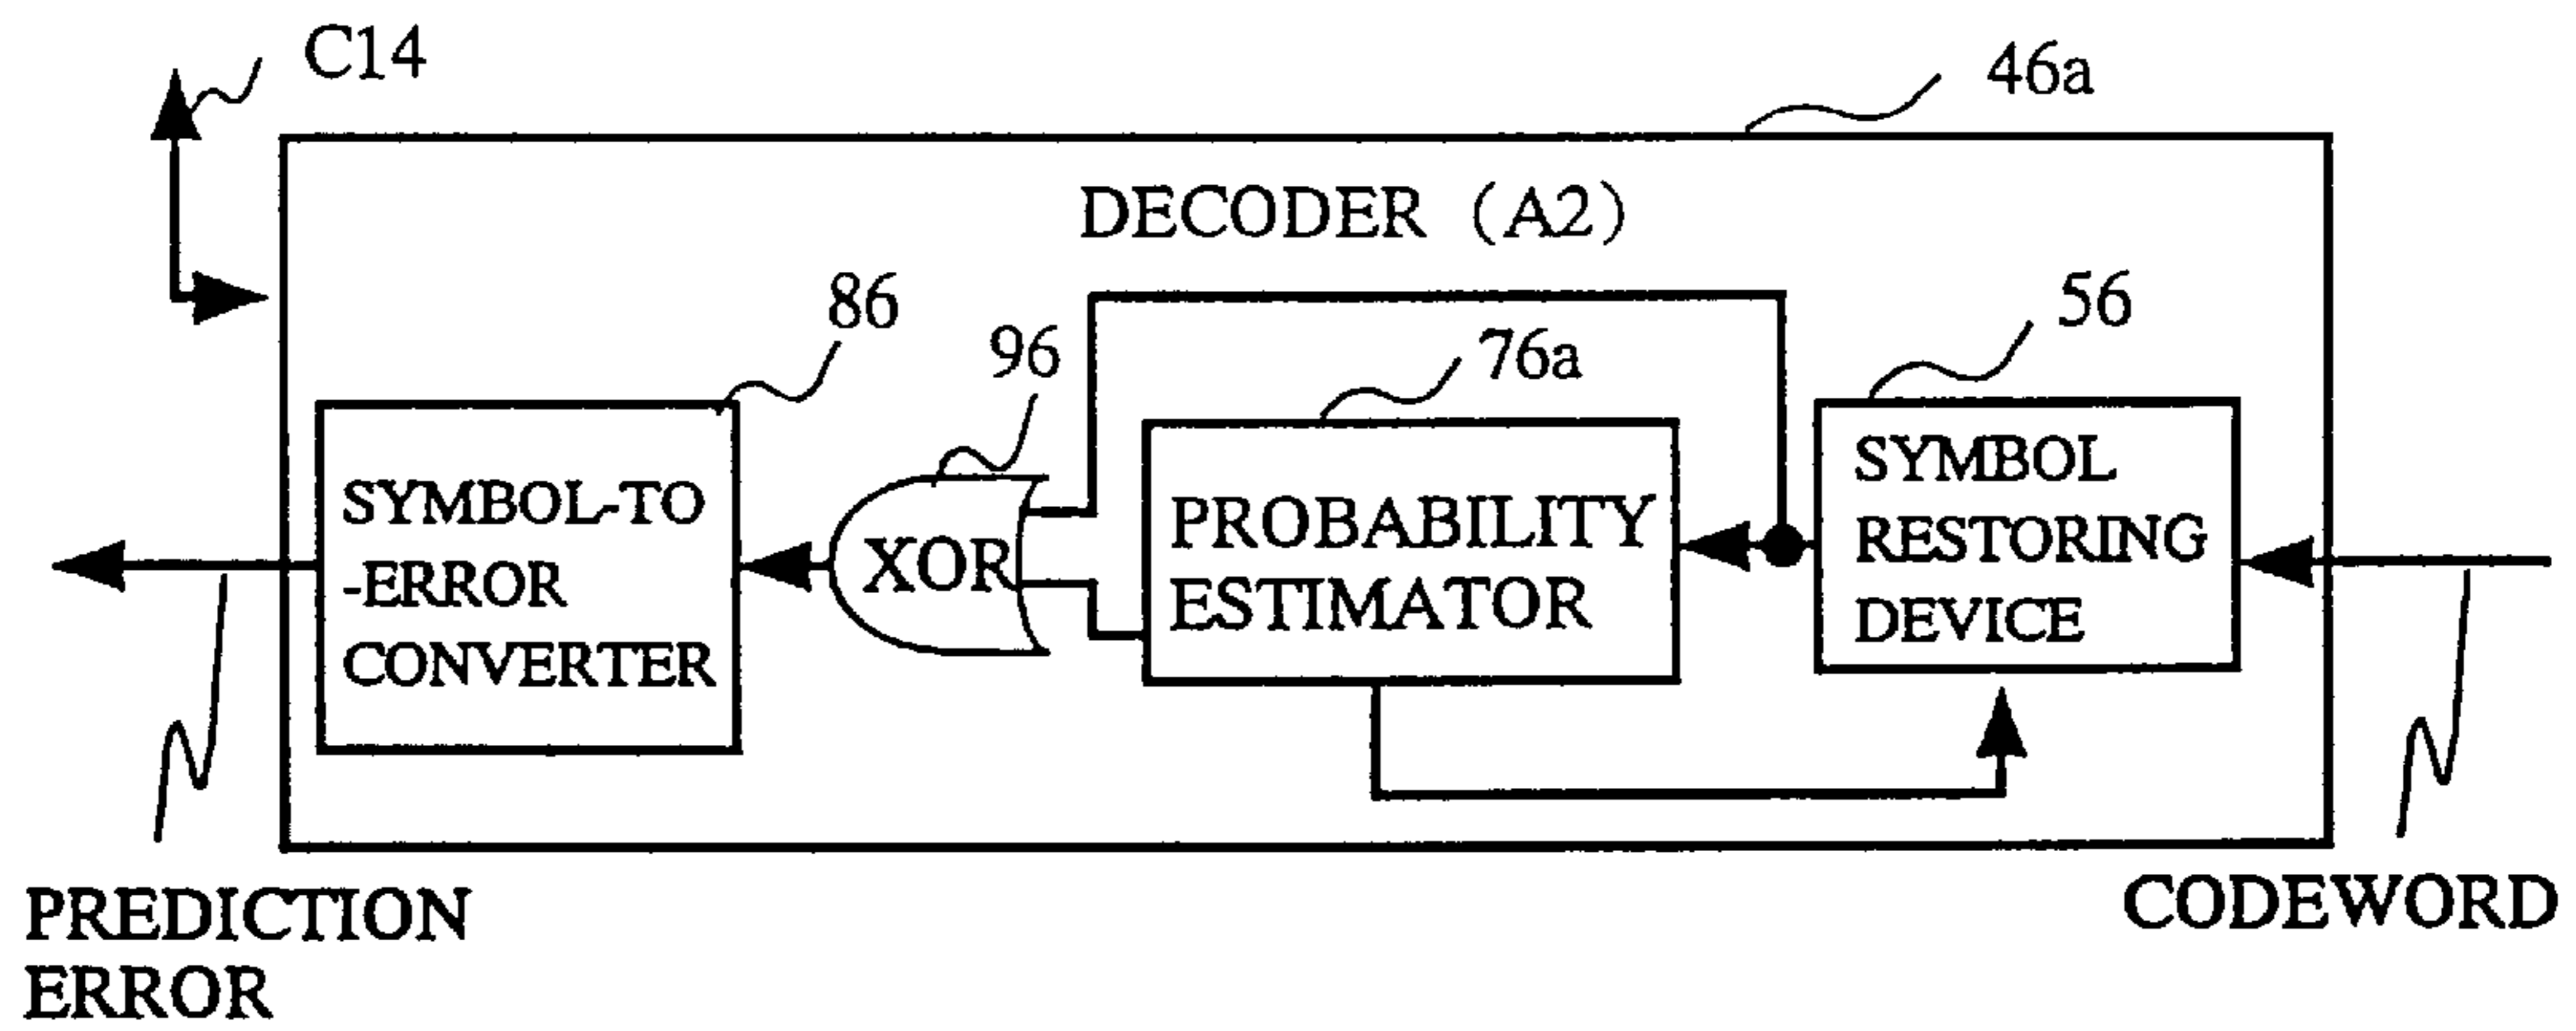 C14
46a
DECODER (A2)
86
96
76a
56
SYMBOL-TO
-ERROR
CONVERTER
XOR
PROBABILITY
ESTIMATOR
SYMBOL
RESTORING
DEVICE
PREDICTION
ERROR
CODEWORD